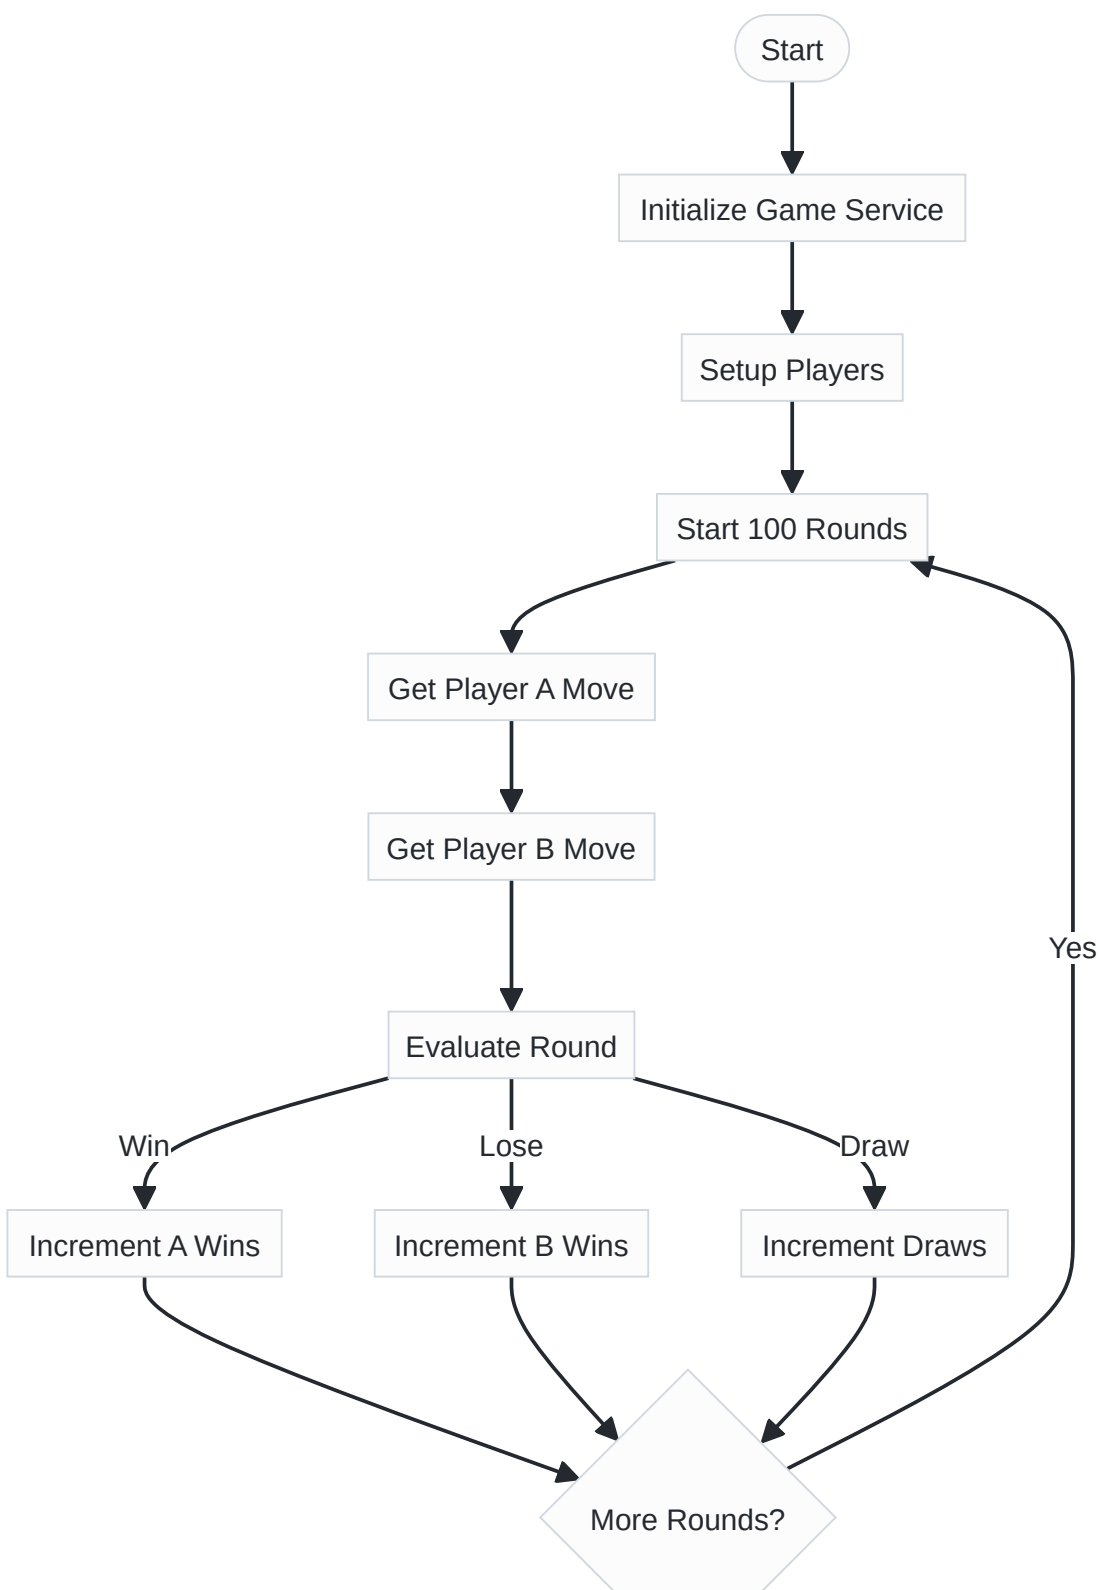 Start
Initialize Game Service
Setup Players
Start 100 Rounds
Get Player A Move
Get Player B Move
Yes
Evaluate Round
Win
Lose
Draw
Increment A Wins
Increment B Wins
Increment Draws
More Rounds?